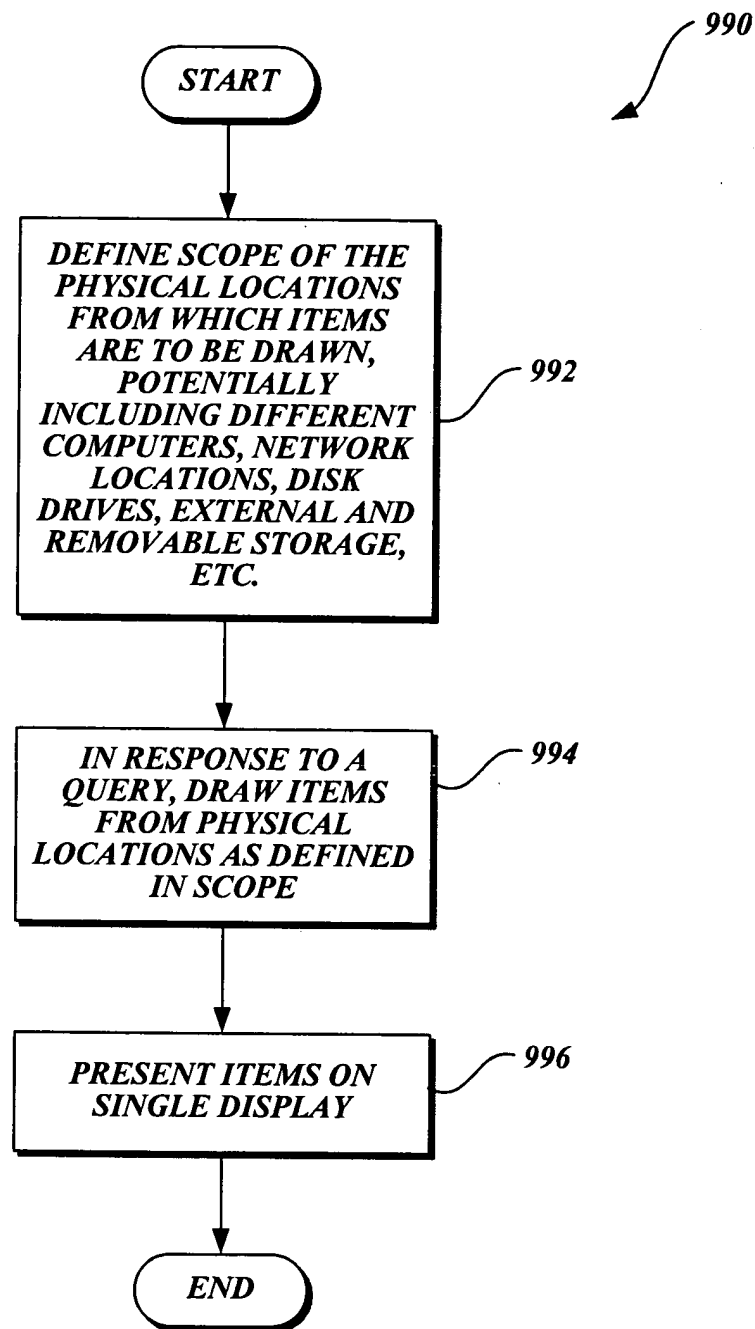 990
START
DEFINE SCOPE OF THE
PHYSICAL LOCATIONS
FROM WHICH ITEMS
ARE TO BE DRAWN,
POTENTIALLY
INCLUDING DIFFERENT
COMPUTERS, NETWORK
LOCATIONS, DISK
DRIVES, EXTERNAL AND
REMOVABLE STORAGE,
ETC.
992
IN RESPONSE TO A
QUERY, DRAW ITEMS
FROM PHYSICAL
LOCATIONS AS DEFINED
IN SCOPE
994
PRESENT ITEMS ON
SINGLE DISPLAY
996
END